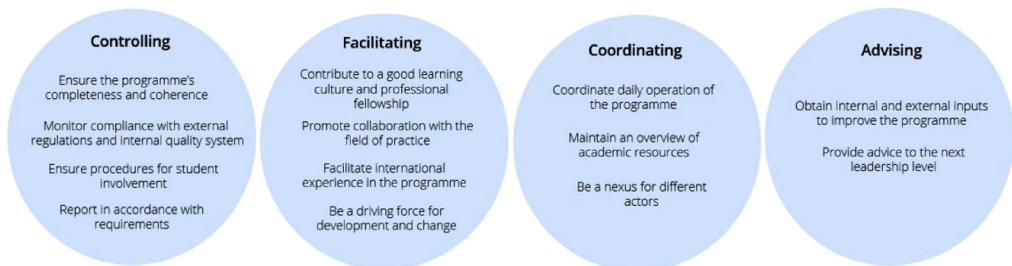 Controlling
Ensure the programme's
completeness and coherence
Monitor compliance with external
regulations and internal quality system
Ensure procedures for student
involvement
Report in accordance with
requirements
Facilitating
Contribute to a good learning
culture and professional
fellowship
Promote collaboration with the
field of practice
Facilitate international
experience in the programme
Be a driving force for
development and change
Coordinating
Coordinate daily operation of
the programme
Maintain an overview of
academic resources
Be a nexus for different
actors
Advising
Obtain internal and external inputs
to improve the programme
Provide advice to the next
leadership level